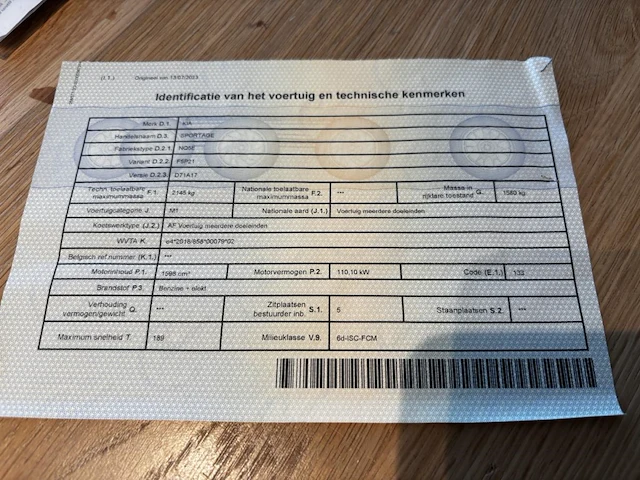 (I.1.) Origineel van 13/07/2023
Identificatie van het voertuig en technische kenmerken
Merk D.1. KIA
Handelsnaam D.3. SPORTAGE
Fabriekstype D.2.1. NQ5E
Variant D.2.2. F5P21
Versie D.2.3. D71A17
Techn. toelaatbare maximummassa F.1. 2145 kg Nationale toelaatbare maximummassa F.2. *** Massa in rijklare toestand G. 1580 kg
Voertuigcategorie J. M1 Nationale aard (J.1.) Voertuig meerdere doeleinden
Koetswerktype (J.2.) AF Voertuig meerdere doeleinden
WVTA K. e4*2018/858*00079*02
Belgisch ref.nummer (K.1.) ***
Motorinhoud P.1. 1598 cm³ Motorvermogen P.2. 110,10 kW Code (E.1.) 133
Brandstof P.3. Benzine + elekt
Verhouding vermogen/gewicht Q. *** Zitplaatsen bestuurder inb. S.1. 5 Staanplaatsen S.2. ***
Maximum snelheid T. 189 Milieuklasse V.9. 6d-ISC-FCM